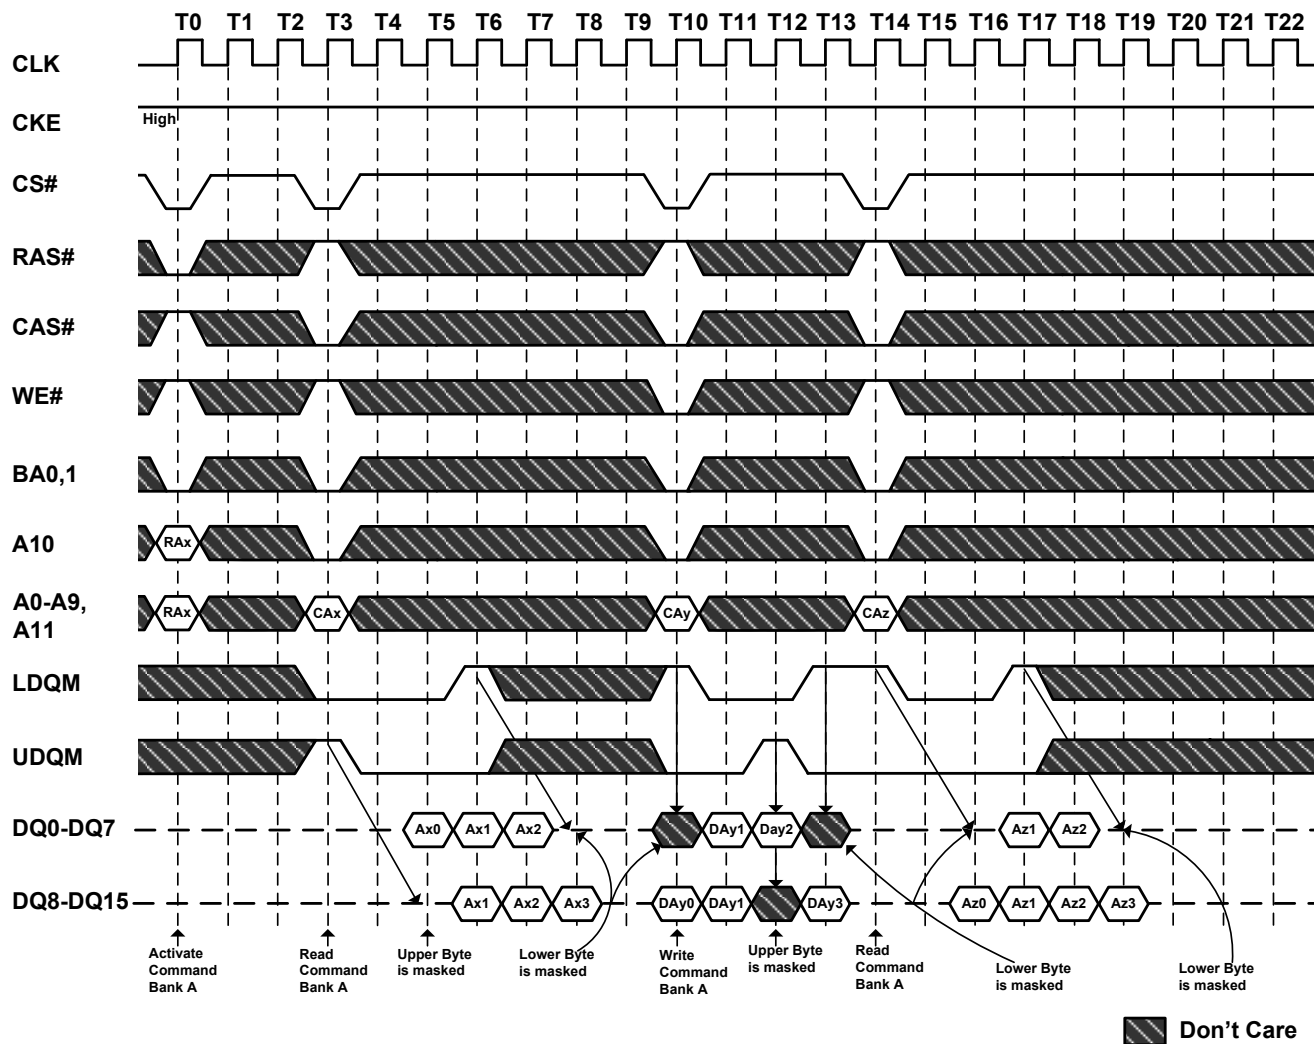 T0 T1 T2 T3 T4 T5 T6 T7 T8 T9 T10 T11 T12 T13 T14 T15 T16 T17 T18 T19 T20 T21 T22
CLK
CKE
High
CS#
RAS#
CAS#
WE#
BA0,1
A10
RAx
A0-A9,
A11
RAx CAx CAy CAz
LDQM
UDQM
DQ0-DQ7
Ax0 Ax1 Ax2 DAy1 Day2 Az1 Az2
DQ8-DQ15
Ax1 Ax2 Ax3 DAy0 DAy1 DAy3 Az0 Az1 Az2 Az3
Activate
Command
Bank A
Read
Command
Bank A
Upper Byte
is masked
Lower Byte
is masked
Write
Command
Bank A
Upper Byte
is masked
Read
Command
Bank A
Lower Byte
is masked
Lower Byte
is masked
Don't Care